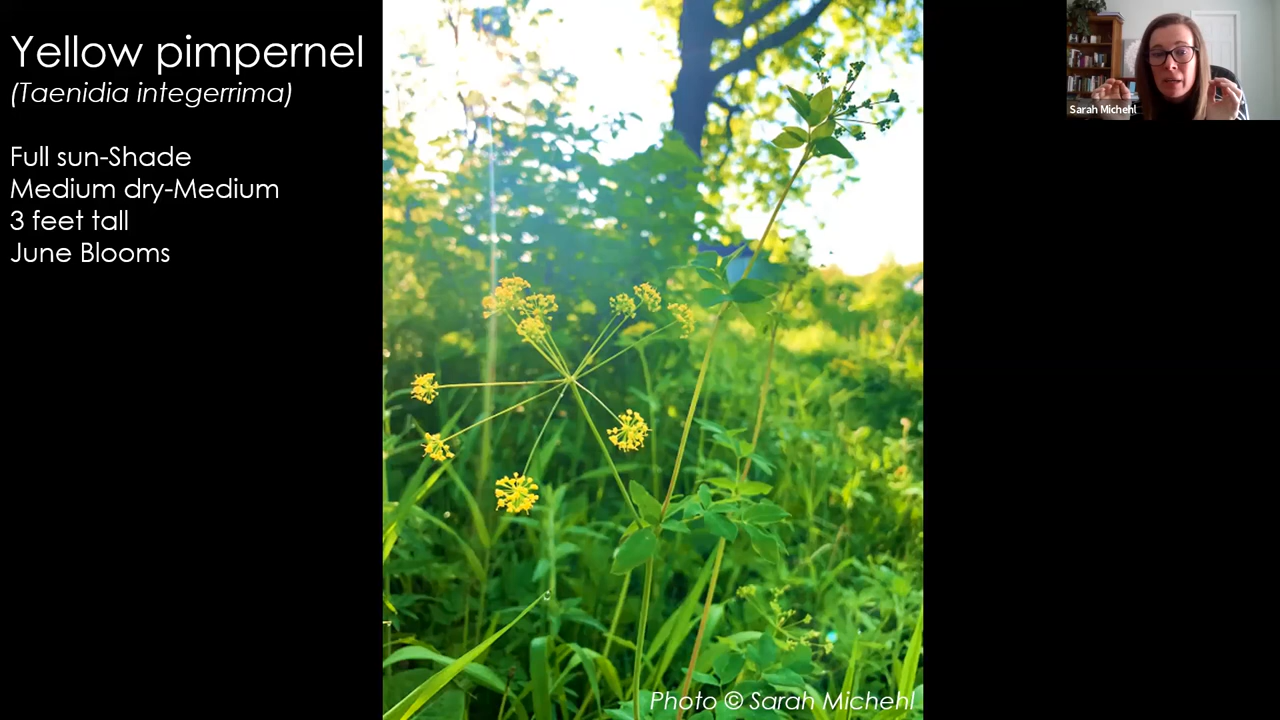 Yellow pimpernel
(Taenidia integerrima)
Full sun-Shade
Medium dry-Medium
3 feet tall
June Blooms
Sarah Michehl
Photo © Sarah Michehl